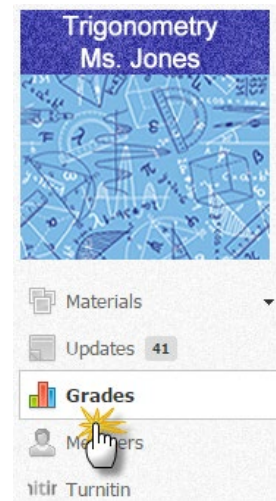 Trigonometry
Ms. Jones
Materials
Updates 41
Grades
Turnitin